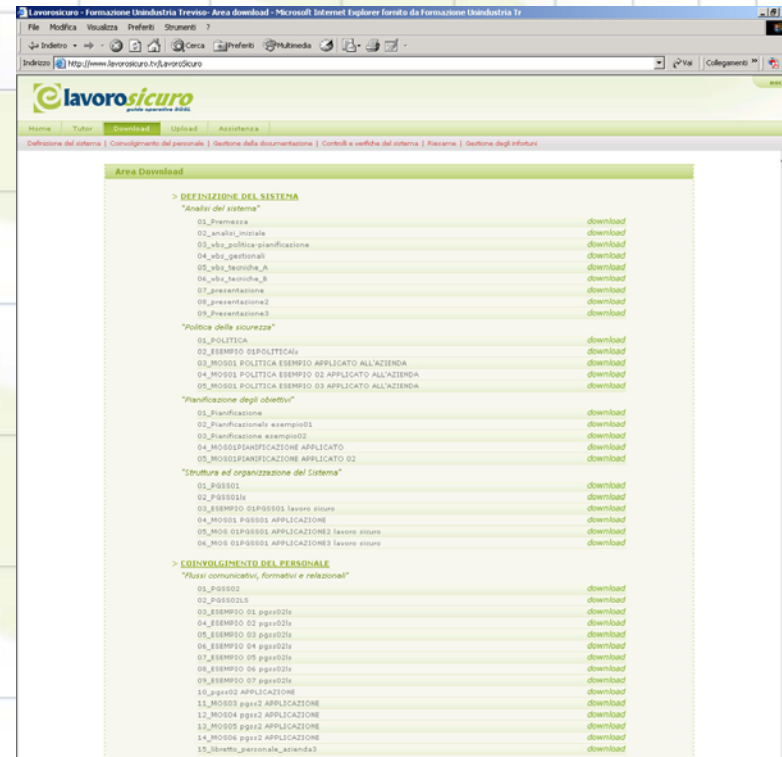 Lavorosicuro - Formazione Unindustria Treviso- Area download - Microsoft Internet Explorer fornito da Formazione Unindustria Tr
File Modifica Visualizza Preferiti Strumenti ?
Indietro Cerca Preferiti Multimedia
Indirizzo http://www.lavorosicuro.tv/LavoroSicuro Vai Collegamenti »
lavorosicuro
guida operativa SGSL
Home Tutor Download Upload Assistenza
Definizione del sistema | Coinvolgimento del personale | Gestione della documentazione | Controlli e verifiche del sistema | Riesame | Gestione degli infortuni
Area Download
> DEFINIZIONE DEL SISTEMA
"Analisi del sistema"
01_Premessa download
02_analisi_iniziale download
03_wbs_politica-pianificazione download
04_wbs_gestionali download
05_wbs_tecniche_A download
06_wbs_tecniche_B download
07_presentazione download
08_presentazione2 download
09_Presentazione3 download
"Politica della sicurezza"
01_POLITICA download
02_ESEMPIO 01POLITICAls download
03_MOS01 POLITICA ESEMPIO APPLICATO ALL'AZIENDA download
04_MOS01 POLITICA ESEMPIO 02 APPLICATO ALL'AZIENDA download
05_MOS01 POLITICA ESEMPIO 03 APPLICATO ALL'AZIENDA download
"Pianificazione degli obiettivi"
01_Pianificazione download
02_Pianificazionels esempio01 download
03_Pianificazione esempio02 download
04_MOS01PIANIFICAZIONE APPLICATO download
05_MOS01PIANIFICAZIONE APPLICATO 02 download
"Struttura ed organizzazione del Sistema"
01_PGSS01 download
02_PGSS01ls download
03_ESEMPIO 01PGSS01 lavoro sicuro download
04_MOS01 PGSS01 APPLICAZIONE download
05_MOS 01PGSS01 APPLICAZIONE2 lavoro sicuro download
06_MOS 01PGSS01 APPLICAZIONE3 lavoro sicuro download
> COINVOLGIMENTO DEL PERSONALE
"Flussi comunicativi, formativi e relazionali"
01_PGSS02 download
02_PGSS02LS download
03_ESEMPIO 01 pgss02ls download
04_ESEMPIO 02 pgss02ls download
05_ESEMPIO 03 pgss02ls download
06_ESEMPIO 04 pgss02ls download
07_ESEMPIO 05 pgss02ls download
08_ESEMPIO 06 pgss02ls download
09_ESEMPIO 07 pgss02ls download
10_pgss02 APPLICAZIONE download
11_MOS03 pgss2 APPLICAZIONE download
12_MOS04 pgss2 APPLICAZIONE download
13_MOS05 pgss2 APPLICAZIONE download
14_MOS06 pgss2 APPLICAZIONE download
15_libretto_personale_azienda3 download